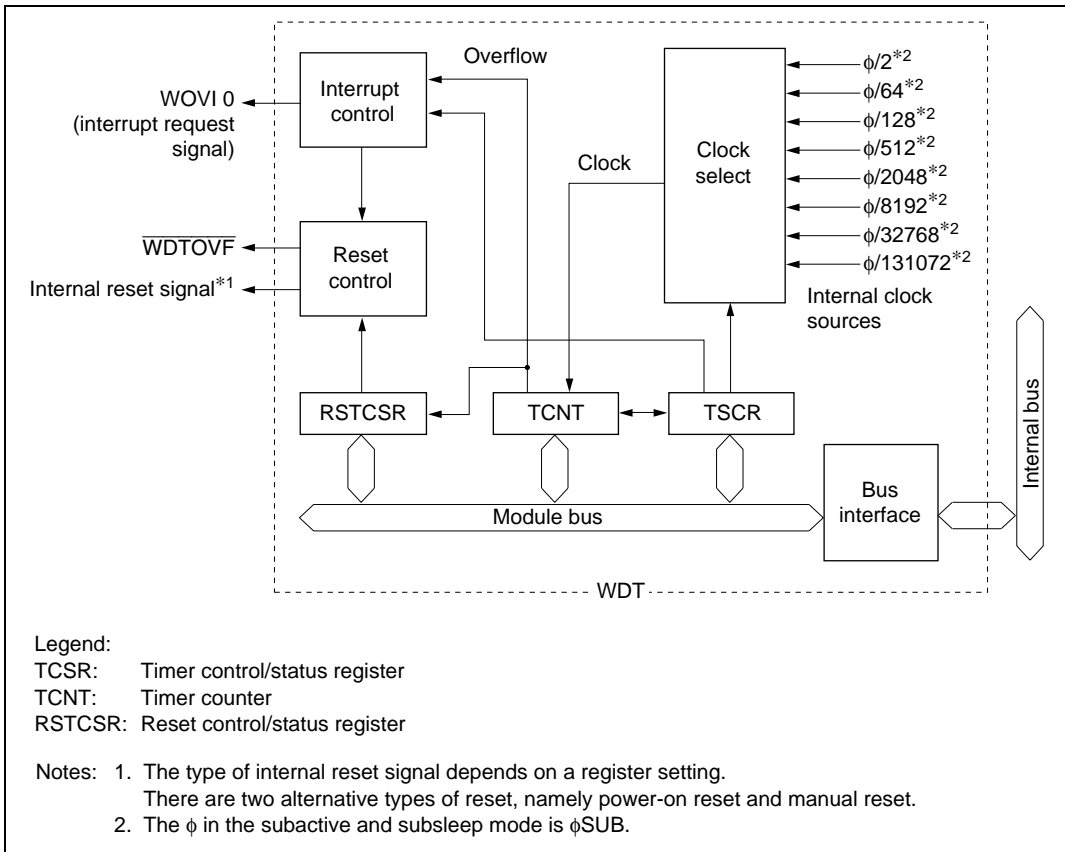 Overflow
Interrupt
control
WOVI 0
(interrupt request
signal)
Clock
Clock
select
ϕ/2*2
ϕ/64*2
ϕ/128*2
ϕ/512*2
ϕ/2048*2
ϕ/8192*2
ϕ/32768*2
ϕ/131072*2
Internal clock
sources
WDTOVF
Internal reset signal*1
Reset
control
RSTCSR
TCNT
TSCR
Module bus
Bus
interface
Internal bus
WDT
Legend:
TCSR: Timer control/status register
TCNT: Timer counter
RSTCSR: Reset control/status register
Notes: 1. The type of internal reset signal depends on a register setting.
There are two alternative types of reset, namely power-on reset and manual reset.
2. The ϕ in the subactive and subsleep mode is ϕSUB.